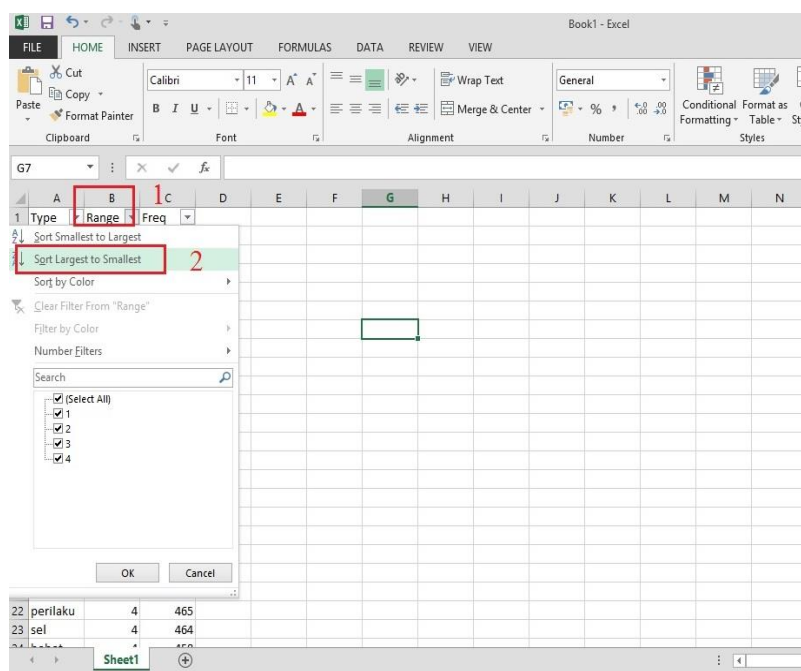 Book1 - Excel
FILE HOME INSERT PAGE LAYOUT FORMULAS DATA REVIEW VIEW
Cut
Copy
Format Painter
Paste
Calibri 11 A A
B I U A
Wrap Text
Merge & Center
General
% , .0 .00 .00 .0
Conditional Formatting
Format as Table
Clipboard Font Alignment Number Styles
G7 fx
1
A B C D E F G H I J K L M N
1 Type Range Freq
Sort Smallest to Largest
Sort Largest to Smallest 2
Sort by Color
Clear Filter From "Range"
Filter by Color
Number Filters
Search
(Select All)
1
2
3
4
OK Cancel
22 perilaku 4 465
23 sel 4 464
Sheet1